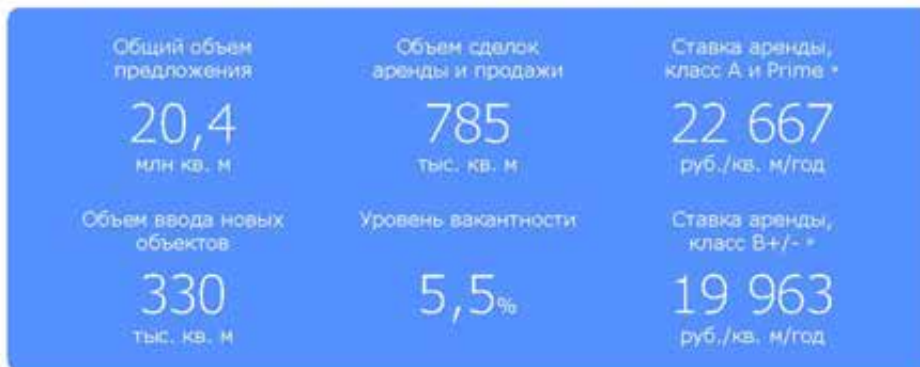 Общий объем
предложения
20,4
млн кв. м
Объем сделок
аренды и продажи
785
тыс. кв. м
Ставка аренды,
класс А и Prime *
22 667
руб./кв. м/год
Объем ввода новых
объектов
330
тыс. кв. м
Уровень вакантности
5,5%
Ставка аренды,
класс В+/- *
19 963
руб./кв. м/год